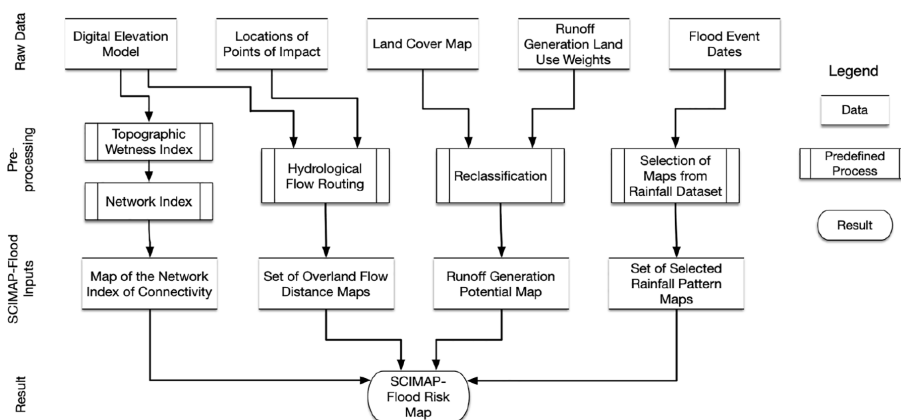 Raw Data
Digital Elevation
Model
Locations of
Points of Impact
Land Cover Map
Runoff
Generation Land
Use Weights
Flood Event
Dates
Legend
Data
Predefined
Process
Result
Pre-
processing
Topographic
Wetness Index
Network Index
Hydrological
Flow Routing
Reclassification
Selection of
Maps from
Rainfall Dataset
SCIMAP-Flood
Inputs
Map of the Network
Index of Connectivity
Set of Overland Flow
Distance Maps
Runoff Generation
Potential Map
Set of Selected
Rainfall Pattern
Maps
Result
SCIMAP-
Flood Risk
Map